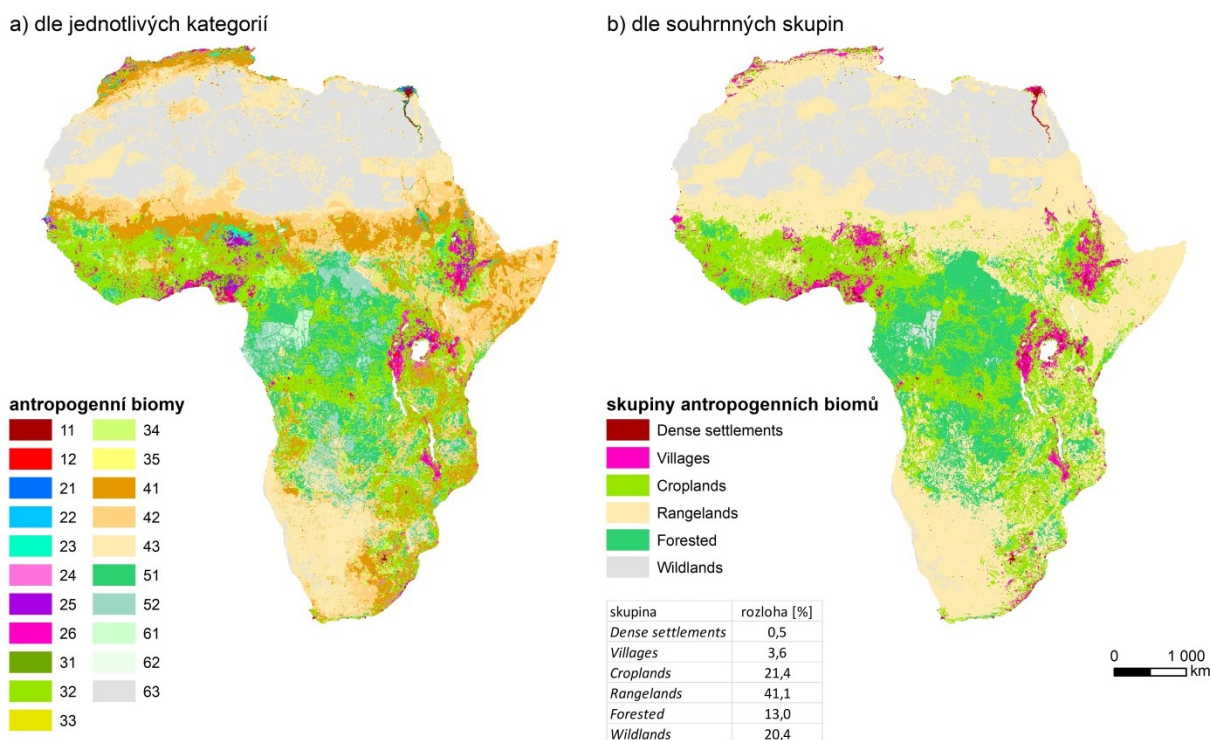 a) dle jednotlivých kategorií
b) dle souhrnných skupin
antropogenní biomy
11 34
12 35
21 41
22 42
23 43
24 51
25 52
26 61
31 62
32 63
33
skupiny antropogenních biomů
Dense settlements
Villages
Croplands
Rangelands
Forested
Wildlands
skupina rozloha [%]
Dense settlements 0,5
Villages 3,6
Croplands 21,4
Rangelands 41,1
Forested 13,0
Wildlands 20,4
0 1 000
km